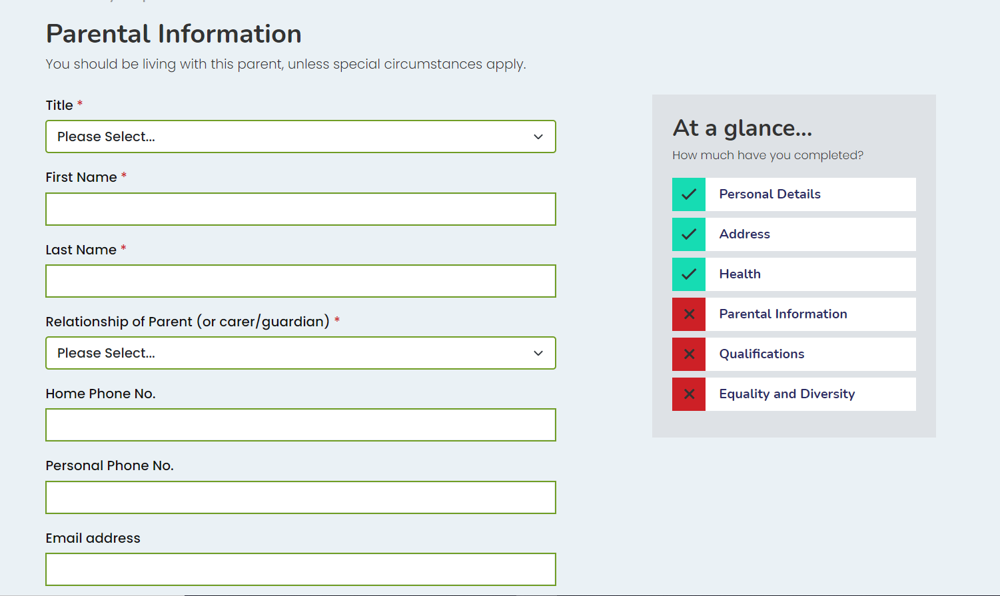 Parental Information
You should be living with this parent, unless special circumstances apply.
Title *
Please Select...
First Name *
Last Name *
Relationship of Parent (or carer/guardian) *
Please Select...
Home Phone No.
Personal Phone No.
Email address
At a glance...
How much have you completed?
Personal Details
Address
Health
Parental Information
Qualifications
Equality and Diversity